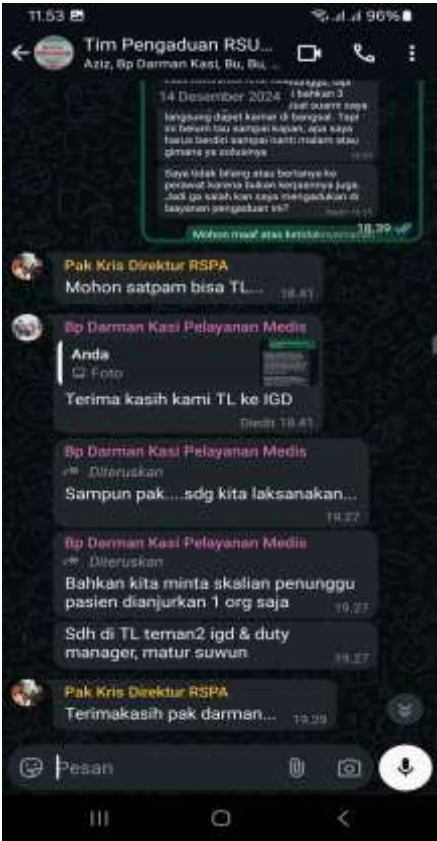 11.53
96%
Tim Pengaduan RSU...
Aziz, Bp Darman Kasi, Bu, Bu, ...
14 Desember 2024
bahkan 3
langsung dapet kamar di bangsal. Tapi
ini belum tau sampai kapan, apa saya
harus berdiri sampai nanti malam atau
gimana ya solusinya
Saya tidak bilang atau bertanya ke
perawat karena bukan kerjaannya juga.
Jadi ga salah kan saya mengadukan di
layanan pengaduan ini?
Mohon maaf atas
18.39
Pak Kris Direktur RSPA
Mohon satpam bisa TL...
18.41
Bp Darman Kasi Pelayanan Medis
Anda
Foto
Terima kasih kami TL ke IGD
Diedit 18.41
Bp Darman Kasi Pelayanan Medis
Diteruskan
Sampun pak....sdg kita laksanakan...
19.27
Bp Darman Kasi Pelayanan Medis
Diteruskan
Bahkan kita minta skalian penunggu
pasien dianjurkan 1 org saja
19.27
Sdh di TL teman2 igd & duty
manager, matur suwun
19.27
Pak Kris Direktur RSPA
Terimakasih pak darman...
19.29
Pesan